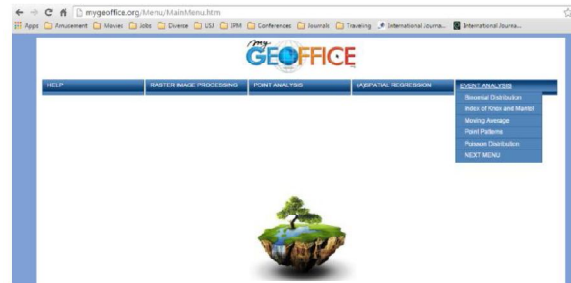 mygeoffice.org/Menu/MainMenu.htm
Apps Amusement Movies Jobs Diverse USJ IPM Conferences Journals Traveling International Journa... International Journa...
my
GEOFFICE
HELP RASTER IMAGE PROCESSING POINT ANALYSIS (A)SPATIAL REGRESSION EVENT ANALYSIS
Binomial Distribution
Index of Knox and Mantel
Moving Average
Point Patterns
Poisson Distribution
NEXT MENU